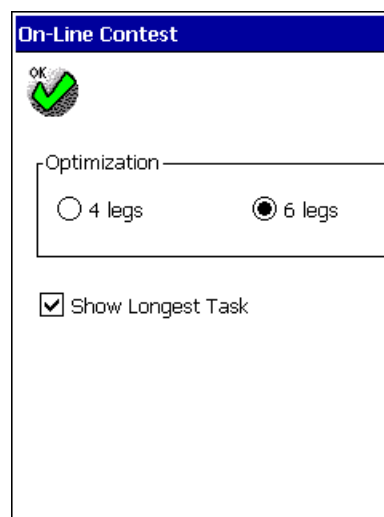 On-Line Contest
OK
Optimization
4 legs 6 legs
Show Longest Task